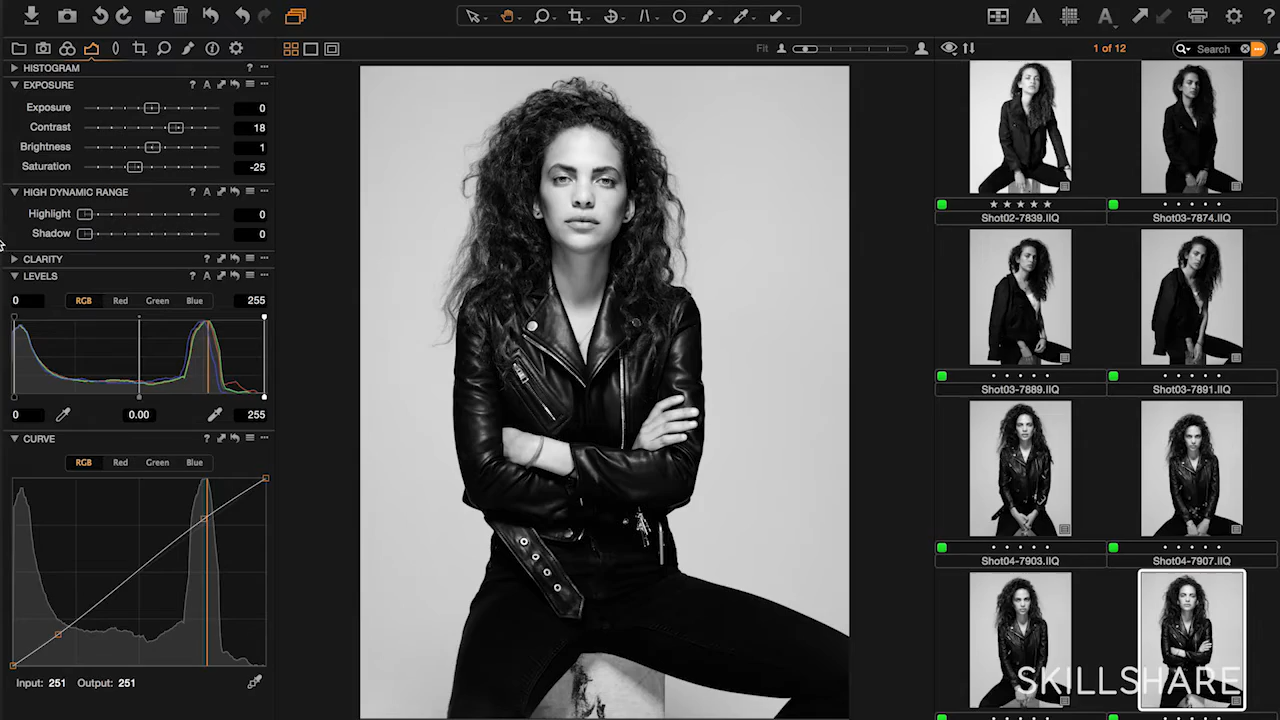 Fit
1 of 12
Search
HISTOGRAM ? ...
EXPOSURE ? A ...
Exposure 0
Contrast 18
Brightness 1
Saturation -25
HIGH DYNAMIC RANGE ? A ...
Highlight 0
Shadow 0
CLARITY ? ...
LEVELS ? A ...
0 RGB Red Green Blue 255
0 0.00 255
CURVE ? ...
RGB Red Green Blue
Input: 251 Output: 251
Shot02-7839.IIQ
Shot03-7874.IIQ
Shot03-7889.IIQ
Shot03-7891.IIQ
Shot04-7903.IIQ
Shot04-7907.IIQ
SKILLSHARE